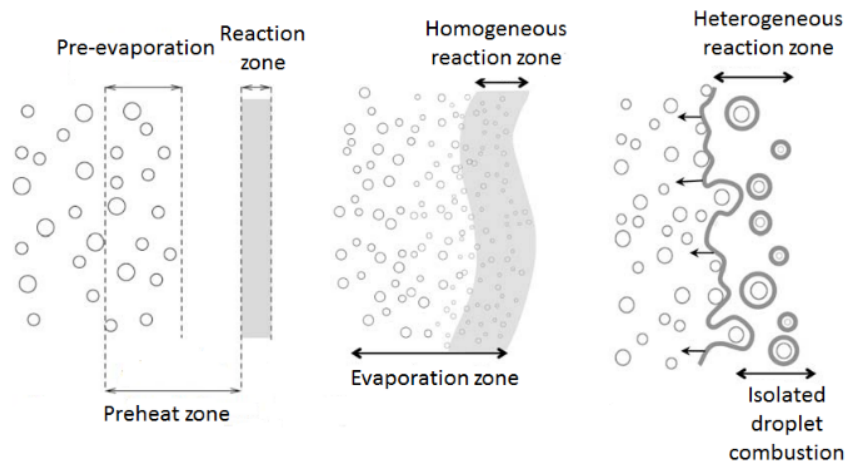 Pre-evaporation
Reaction
zone
Preheat zone
Homogeneous
reaction zone
Evaporation zone
Heterogeneous
reaction zone
Isolated
droplet
combustion